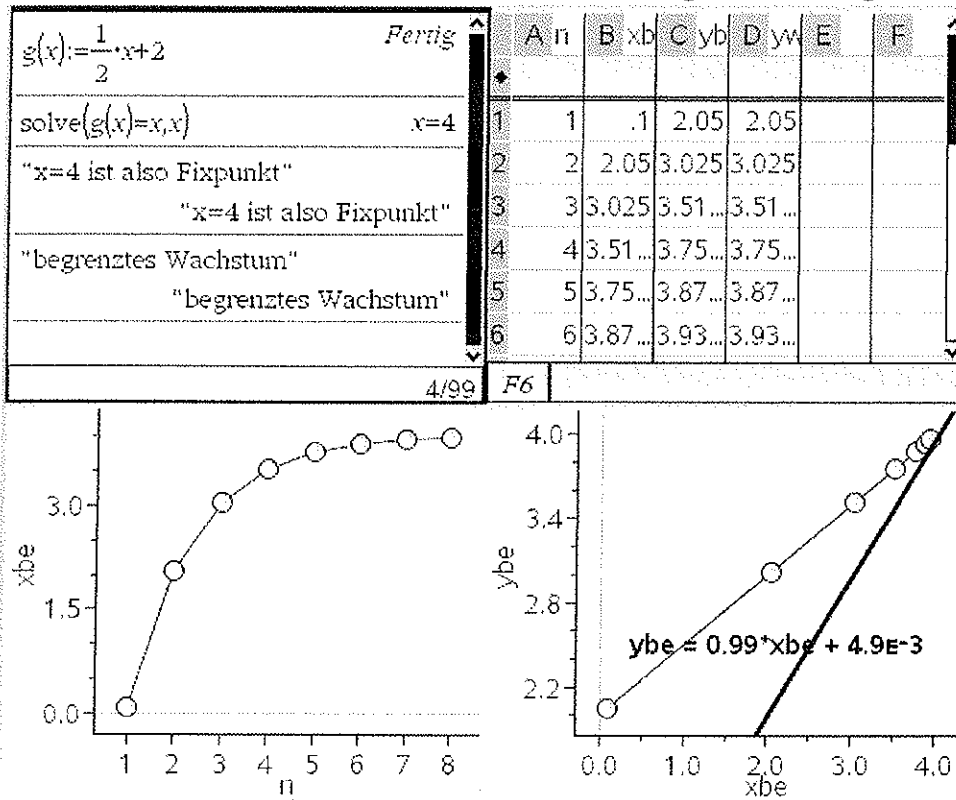 g(x):=1/2·x+2 Fertig
solve(g(x)=x,x) x=4
"x=4 ist also Fixpunkt"
"x=4 ist also Fixpunkt"
"begrenztes Wachstum"
"begrenztes Wachstum"
4/99
A n B xb C yb D yw E F
1 1 .1 2.05 2.05
2 2 2.05 3.025 3.025
3 3 3.025 3.51... 3.51...
4 4 3.51... 3.75... 3.75...
5 5 3.75... 3.87... 3.87...
6 6 3.87... 3.93... 3.93...
F6
xbe
3.0
1.5
0.0
1 2 3 4 5 6 7 8
n
ybe
4.0
3.4
2.8
2.2
ybe = 0.99*xbe + 4.9E-3
0.0 1.0 2.0 3.0 4.0
xbe